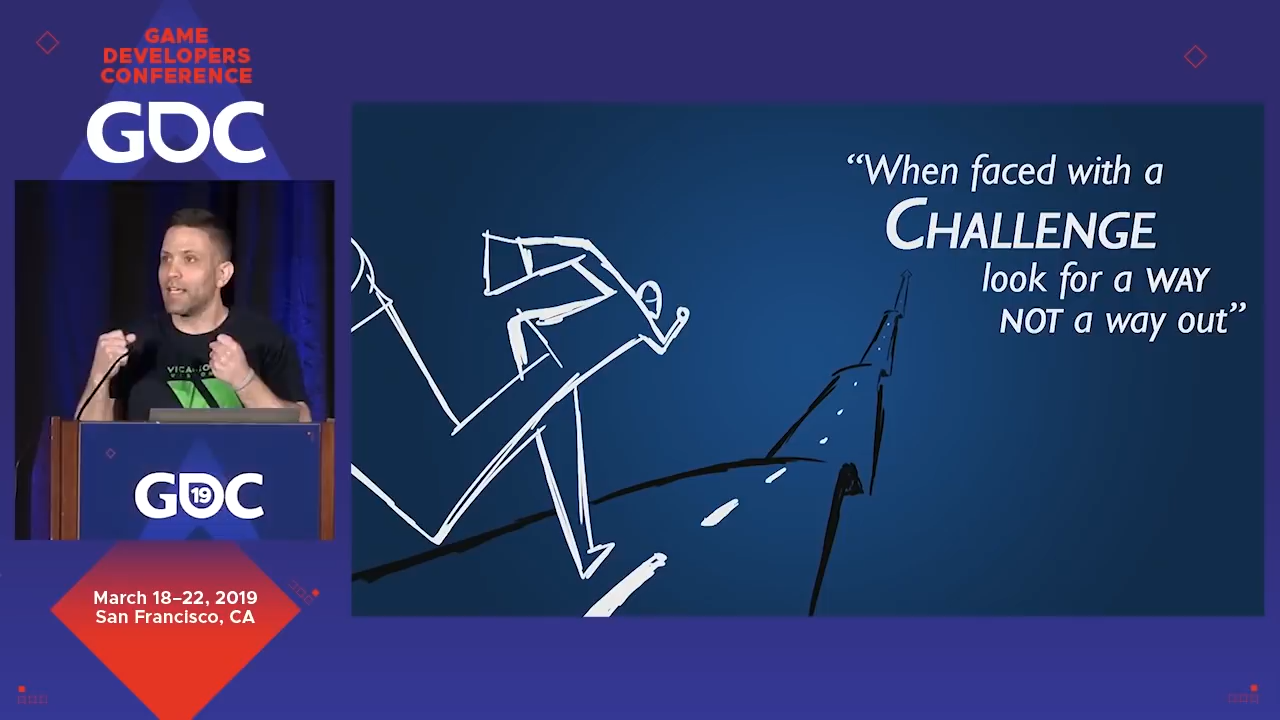 GAME
DEVELOPERS
CONFERENCE
GDC
"When faced with a
CHALLENGE
look for a WAY
NOT a way out"
GDC
19
March 18–22, 2019
San Francisco, CA